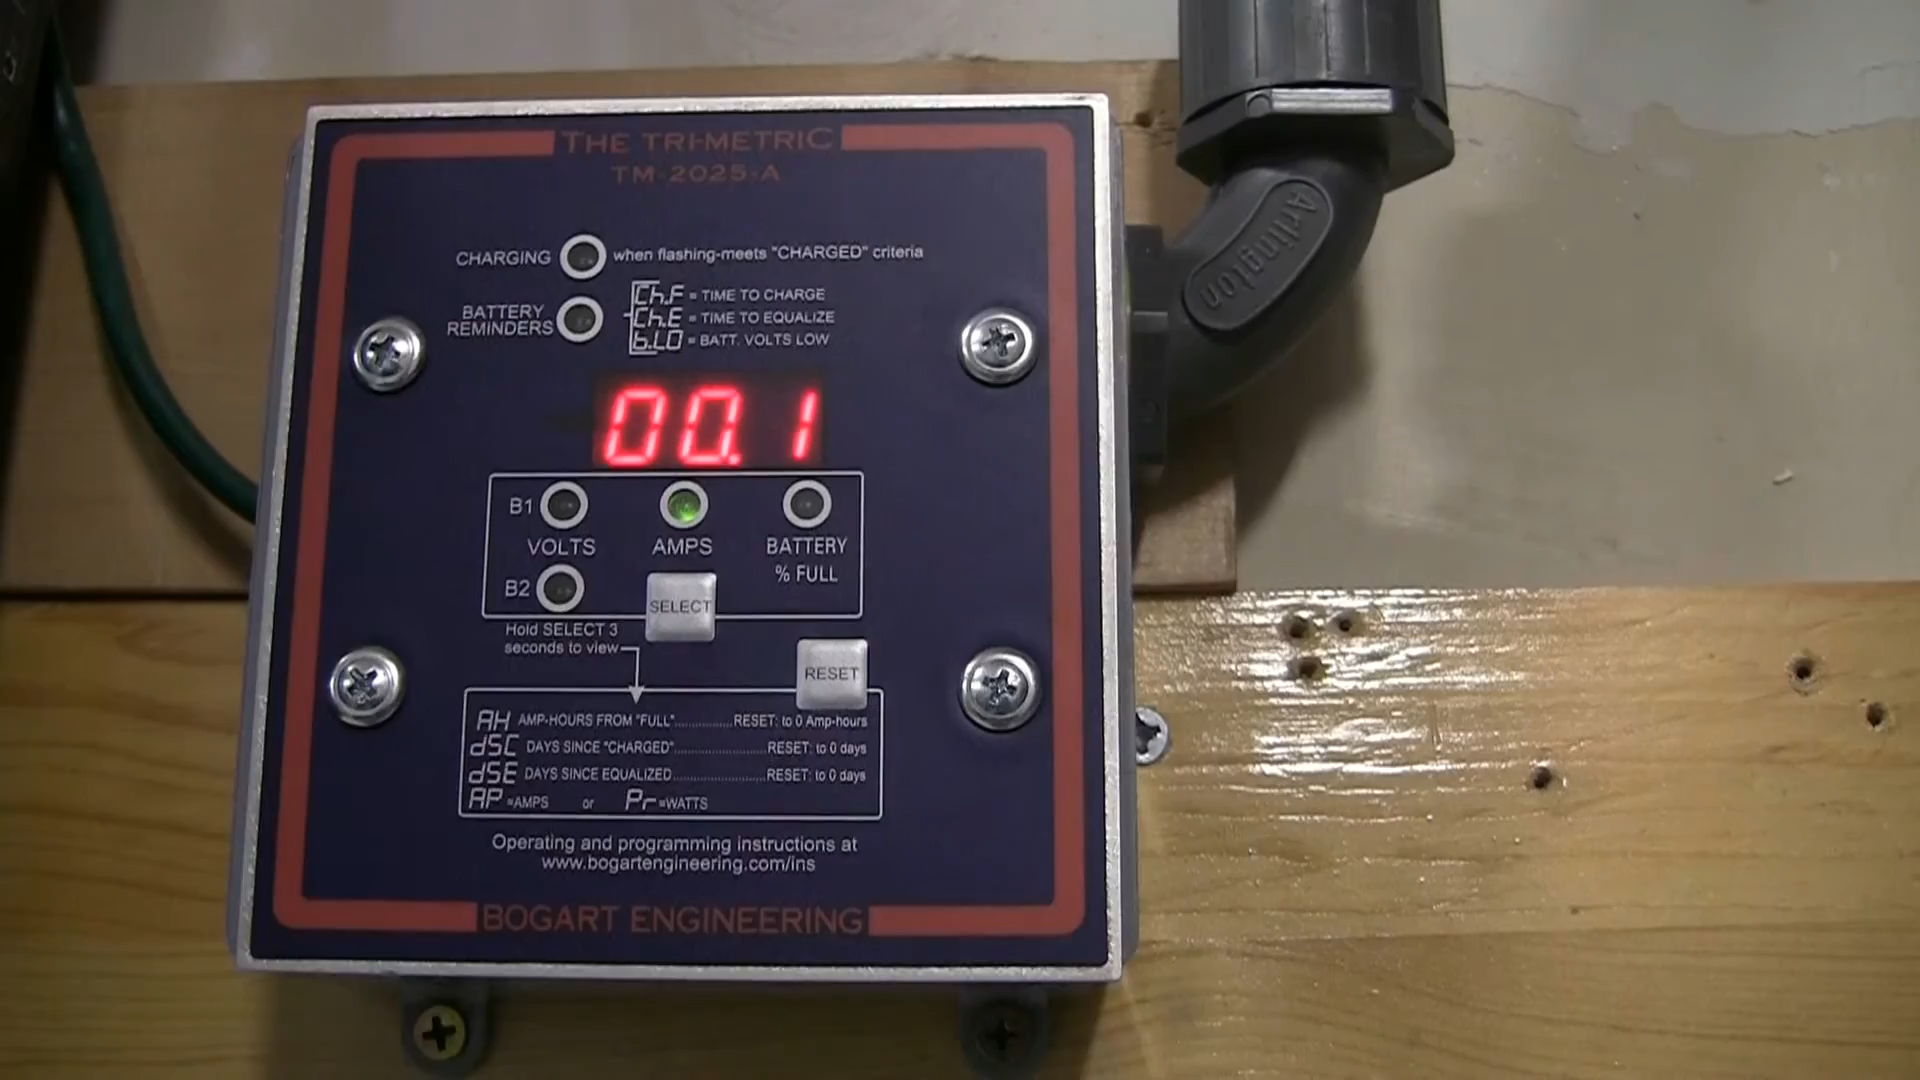 THE TRI-METRIC
TM-2025-A
CHARGING when flashing-meets "CHARGED" criteria
BATTERY REMINDERS
Ch.F = TIME TO CHARGE
Ch.E = TIME TO EQUALIZE
b.LO = BATT. VOLTS LOW
00.1
B1
VOLTS AMPS BATTERY % FULL
B2
SELECT
Hold SELECT 3
seconds to view
RESET
AH AMP-HOURS FROM "FULL"............RESET: to 0 Amp-hours
dSC DAYS SINCE "CHARGED".....................RESET: to 0 days
dSE DAYS SINCE EQUALIZED.....................RESET: to 0 days
AP =AMPS or Pr=WATTS
Operating and programming instructions at
www.bogartengineering.com/ins
BOGART ENGINEERING
Arlington